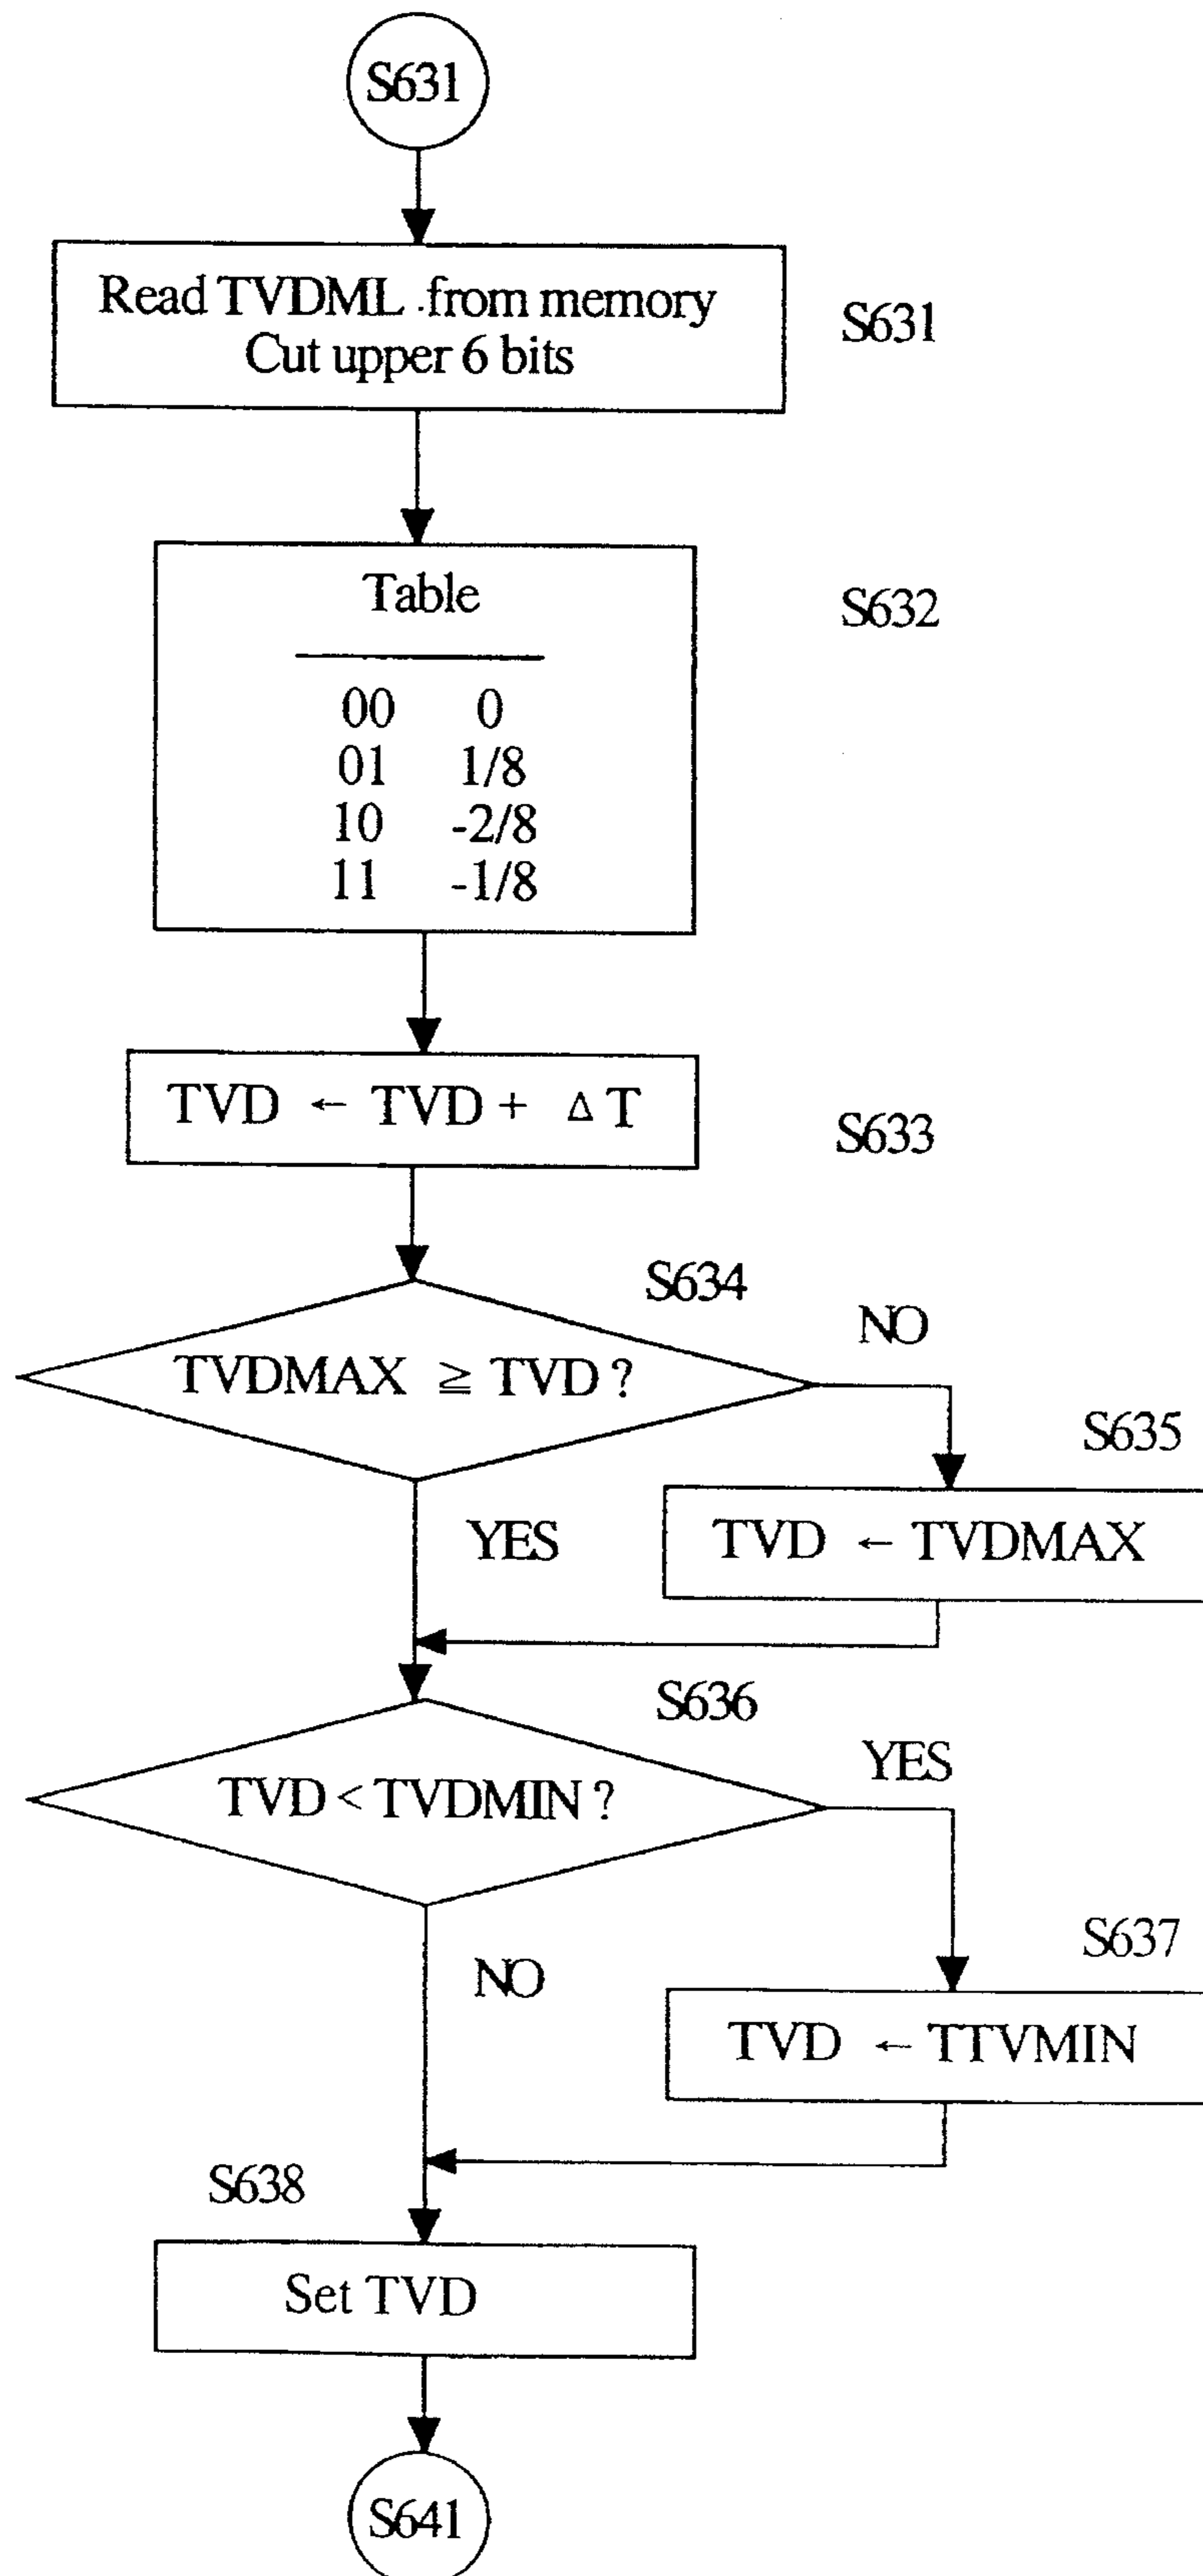 S631
Read TVDML from memory
Cut upper 6 bits
S631
Table
S632
00 0
01 1/8
10 -2/8
11 -1/8
TVD ← TVD + Δ T
S633
S634
NO
TVDMAX ≧ TVD ?
S635
YES
TVD ← TVDMAX
S636
YES
TVD < TVDMIN ?
S637
NO
TVD ← TTVMIN
S638
Set TVD
S641